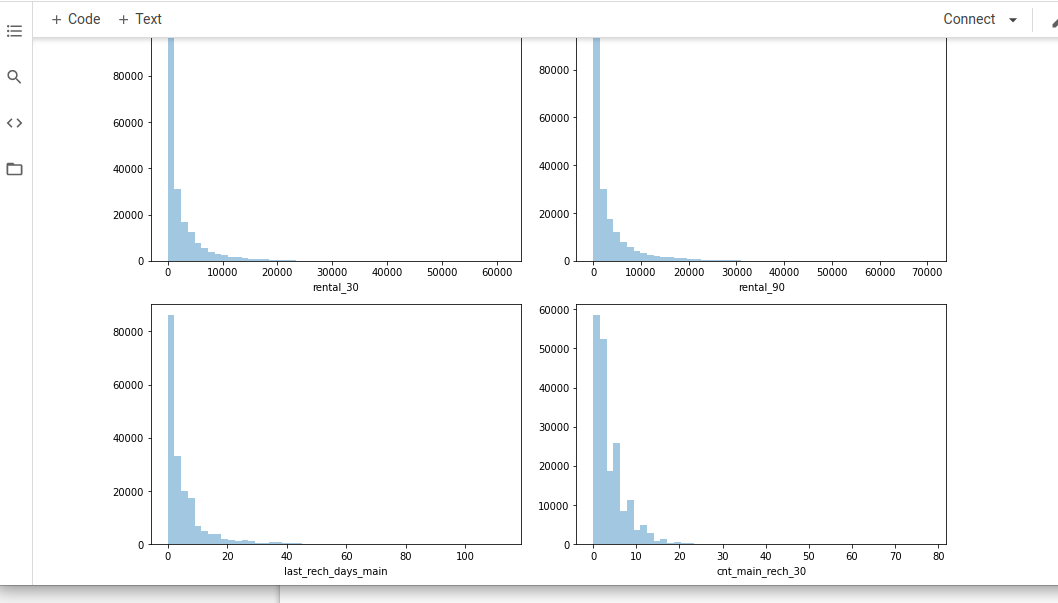 + Code + Text Connect
80000
60000
40000
20000
0
0 10000 20000 30000 40000 50000 60000
rental_30
80000
60000
40000
20000
0
0 10000 20000 30000 40000 50000 60000 70000
rental_90
80000
60000
40000
20000
0
0 20 40 60 80 100
last_rech_days_main
60000
50000
40000
30000
20000
10000
0
0 10 20 30 40 50 60 70 80
cnt_main_rech_30